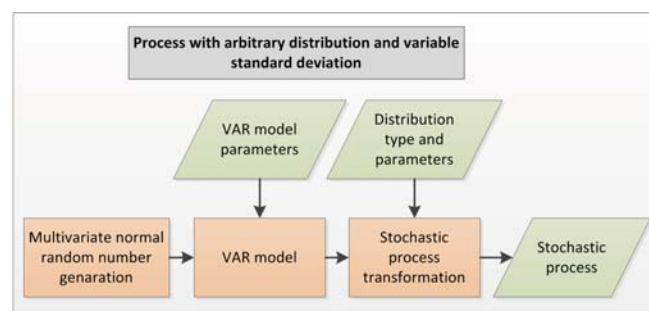 Process with arbitrary distribution and variable
standard deviation
VAR model
parameters
Distribution
type and
parameters
Multivariate normal
random number
genaration
VAR model
Stochastic
process
transformation
Stochastic
process